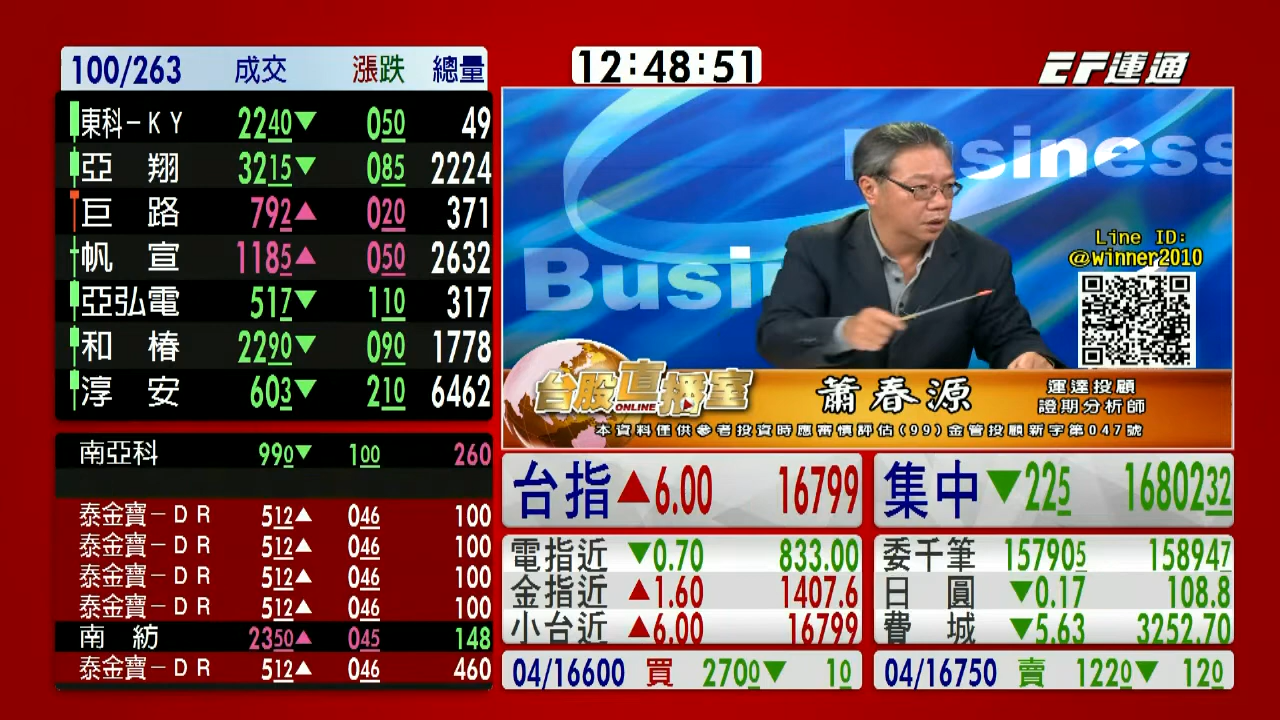 100/263 成交 漲跌 總量
東科－ＫＹ 2240▼ 050 49
亞翔 3215▼ 085 2224
巨路 792▲ 020 371
帆宣 1185▲ 050 2632
亞弘電 517▼ 110 317
和椿 2290▼ 090 1778
淳安 603▼ 210 6462
南亞科 990▼ 100 260
泰金寶－ＤＲ 512▲ 046 100
泰金寶－ＤＲ 512▲ 046 100
泰金寶－ＤＲ 512▲ 046 100
泰金寶－ＤＲ 512▲ 046 100
南紡 2350▲ 045 148
泰金寶－ＤＲ 512▲ 046 460
12:48:51
EF運通
Business
Busin
Line ID:
@winner2010
台股直播室
ONLINE
蕭春源
運達投顧
證期分析師
本資料僅供參考投資時應審慎評估(99)金管投顧新字第047號
台指▲6.00 16799
集中▼225 1680232
電指近 ▼0.70 833.00
金指近 ▲1.60 1407.6
小台近 ▲6.00 16799
委千筆 157905 158947
日圓 ▼0.17 108.8
費城 ▼5.63 3252.70
04/16600 買 2700▼ 10
04/16750 賣 1220▼ 120